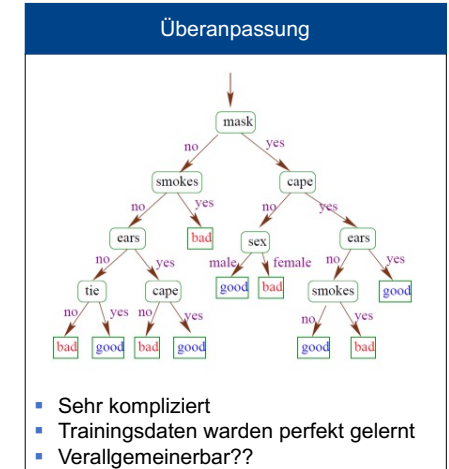 Überanpassung
mask
no yes
smokes cape
no yes no yes
ears bad sex ears
no yes male female no yes
tie cape good bad smokes good
no yes no yes no yes
bad good bad good good bad
Sehr kompliziert
Trainingsdaten warden perfekt gelernt
Verallgemeinerbar??